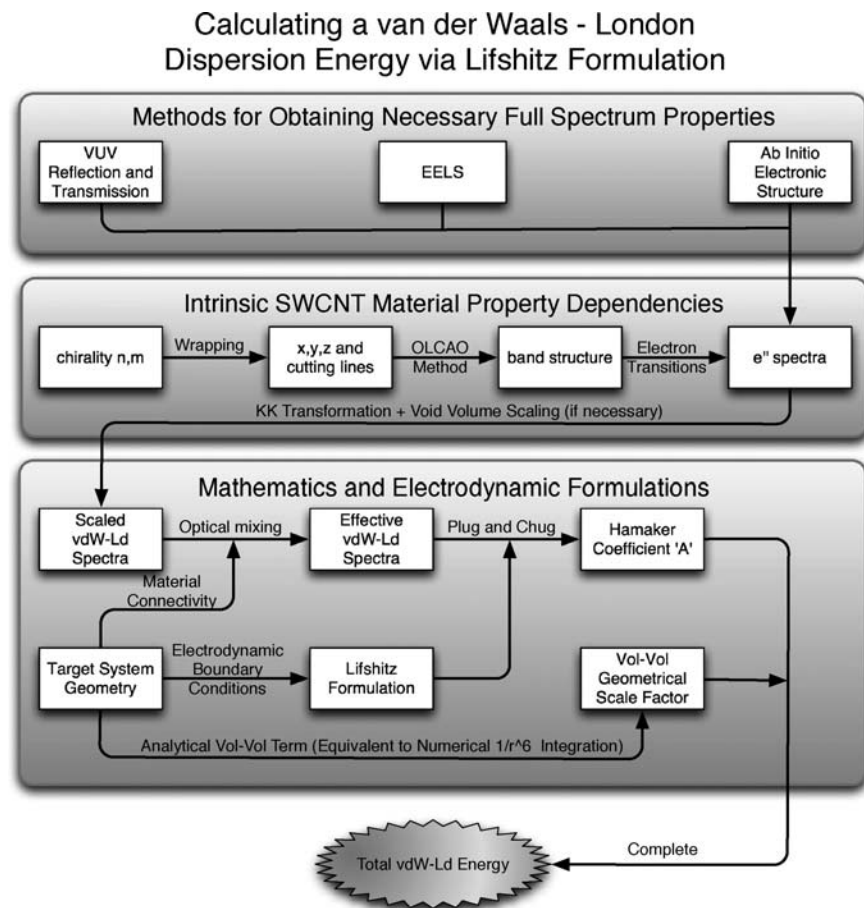 Calculating a van der Waals - London
Dispersion Energy via Lifshitz Formulation
Methods for Obtaining Necessary Full Spectrum Properties
VUV
Reflection and
Transmission
EELS
Ab Initio
Electronic
Structure
Intrinsic SWCNT Material Property Dependencies
chirality n,m
Wrapping
x,y,z and
cutting lines
OLCAO
Method
band structure
Electron
Transitions
e" spectra
KK Transformation + Void Volume Scaling (if necessary)
Mathematics and Electrodynamic Formulations
Scaled
vdW-Ld
Spectra
Optical mixing
Effective
vdW-Ld
Spectra
Plug and Chug
Hamaker
Coefficient 'A'
Material
Connectivity
Target System
Geometry
Electrodynamic
Boundary
Conditions
Lifshitz
Formulation
Vol-Vol
Geometrical
Scale Factor
Analytical Vol-Vol Term (Equivalent to Numerical 1/r^6 Integration)
Total vdW-Ld Energy
Complete